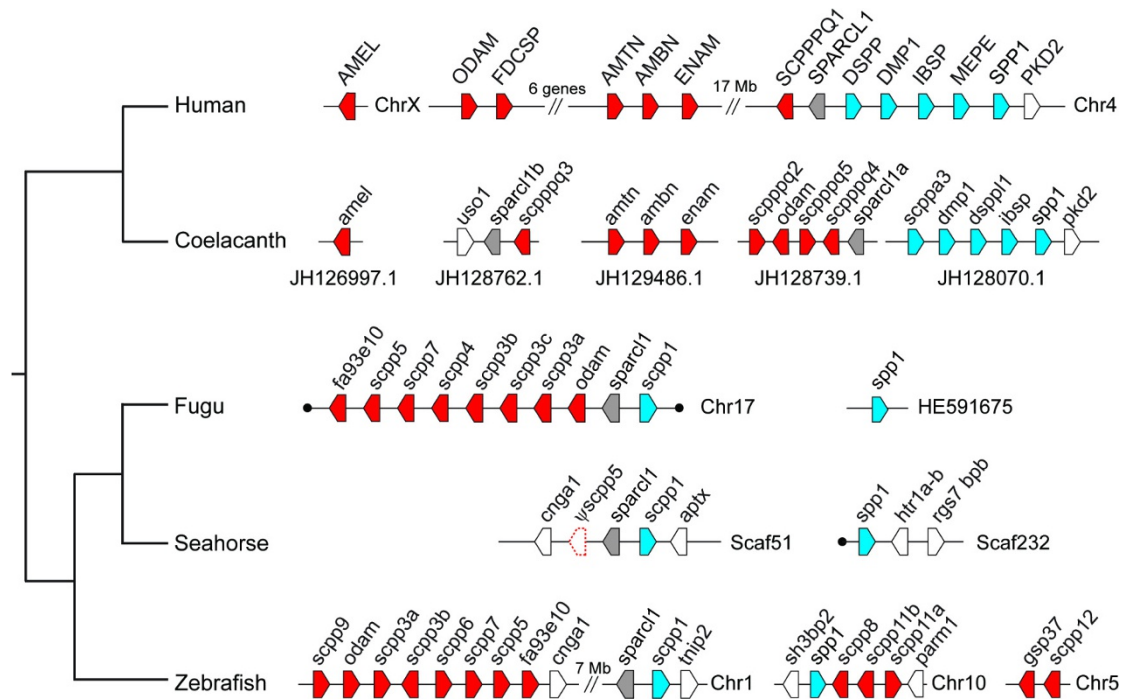 AMEL ODAM FDCSP AMTN AMBN ENAM SCPPPQ1 SPARCL1 DSPP DMP1 IBSP MEPE SPP1 PKD2
Human ChrX 6 genes 17 Mb Chr4
amel uso1 sparcl1b scpppq3 amtn ambn enam scpppq2 odam scpppq5 scpppq4 sparcl1a scppa3 dmp1 dsppl1 ibsp spp1 pkd2
Coelacanth
JH126997.1 JH128762.1 JH129486.1 JH128739.1 JH128070.1
fa93e10 scpp5 scpp7 scpp4 scpp3b scpp3c scpp3a odam sparcl1 scpp1 spp1
Fugu Chr17 HE591675
cnga1 ψscpp5 sparcl1 scpp1 aptx spp1 htr1a-b rgs7 bpb
Seahorse Scaf51 Scaf232
scpp9 odam scpp3a scpp3b scpp6 scpp7 scpp5 fa93e10 cnga1 sparcl1 scpp1 tnip2 sh3bp2 spp1 scpp8 scpp11b scpp11a parm1 gsp37 scpp12
Zebrafish 7 Mb Chr1 Chr10 Chr5